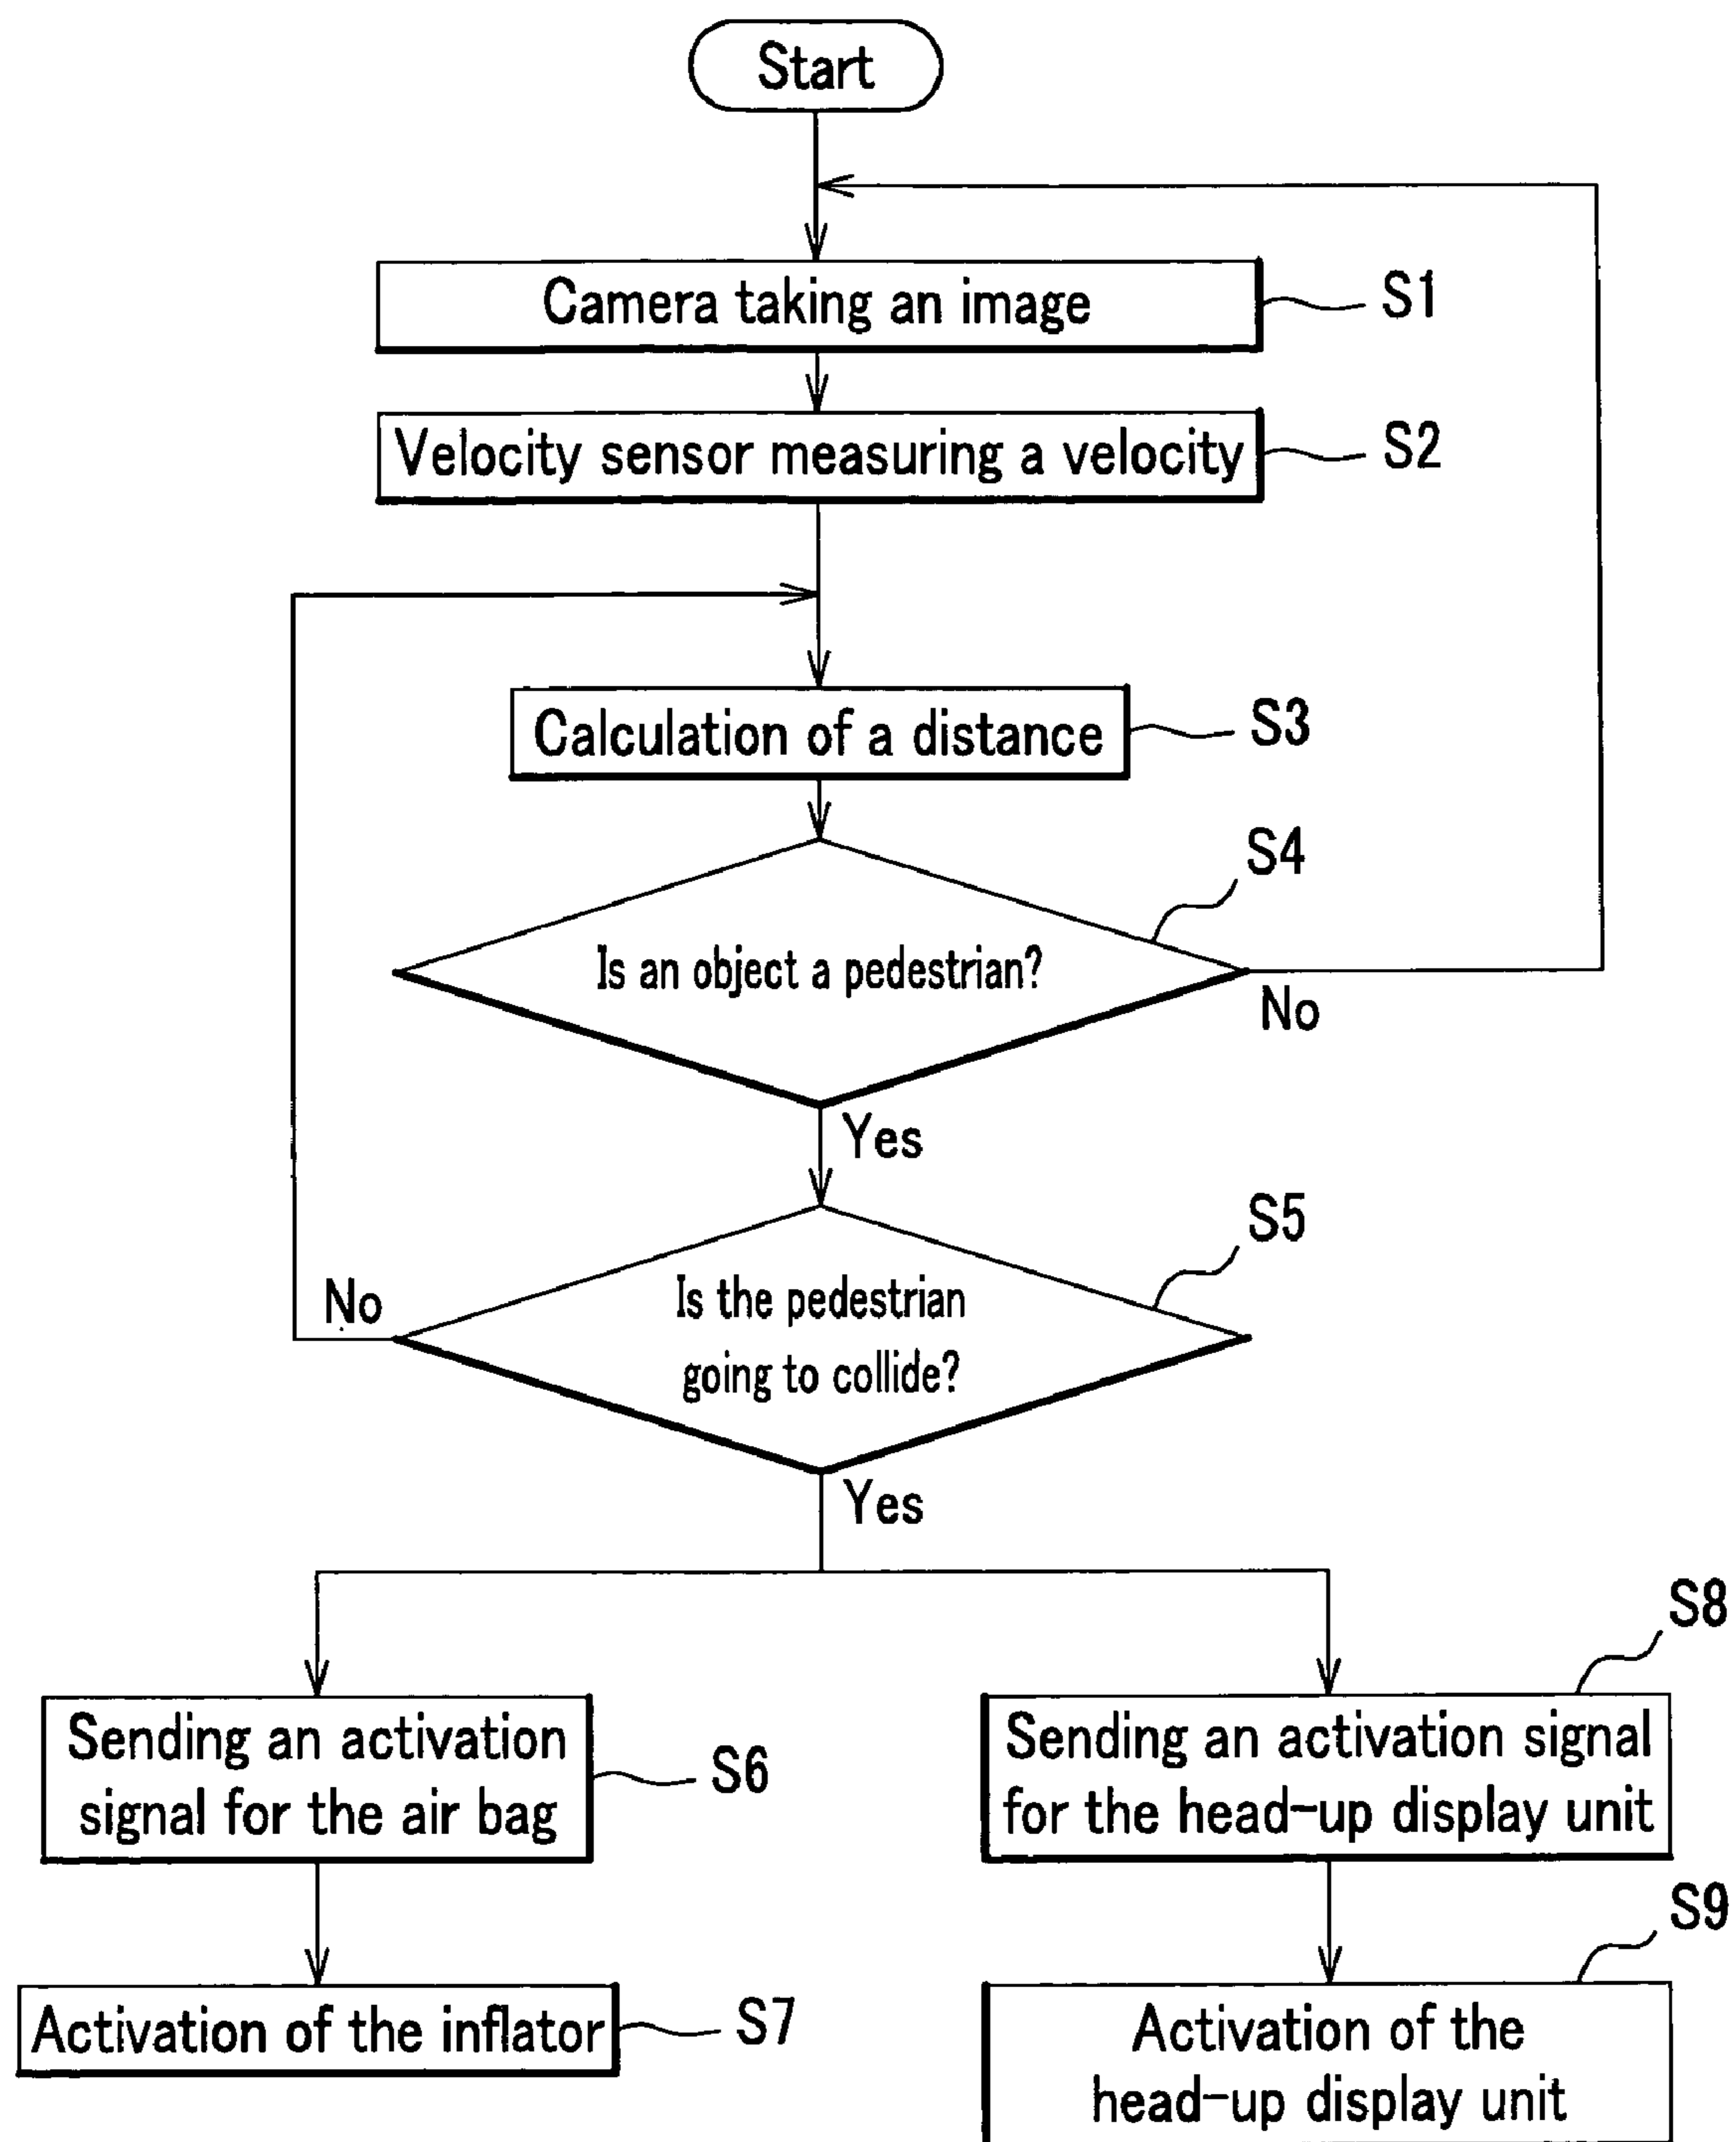 Start
Camera taking an image
S1
Velocity sensor measuring a velocity
S2
Calculation of a distance
S3
S4
Is an object a pedestrian?
No
Yes
S5
Is the pedestrian
going to collide?
No
Yes
Sending an activation
signal for the air bag
S6
S8
Sending an activation signal
for the head-up display unit
Activation of the inflator
S7
S9
Activation of the
head-up display unit